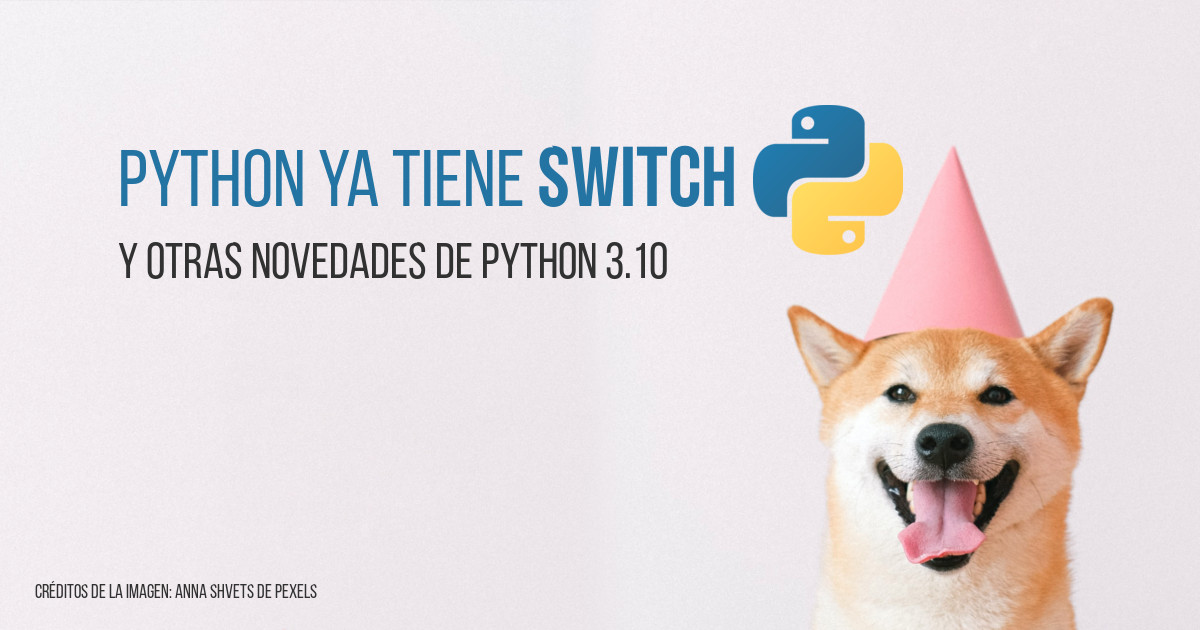 PYTHON YA TIENE SWITCH
Y OTRAS NOVEDADES DE PYTHON 3.10
CRÉDITOS DE LA IMAGEN: ANNA SHVETS DE PEXELS